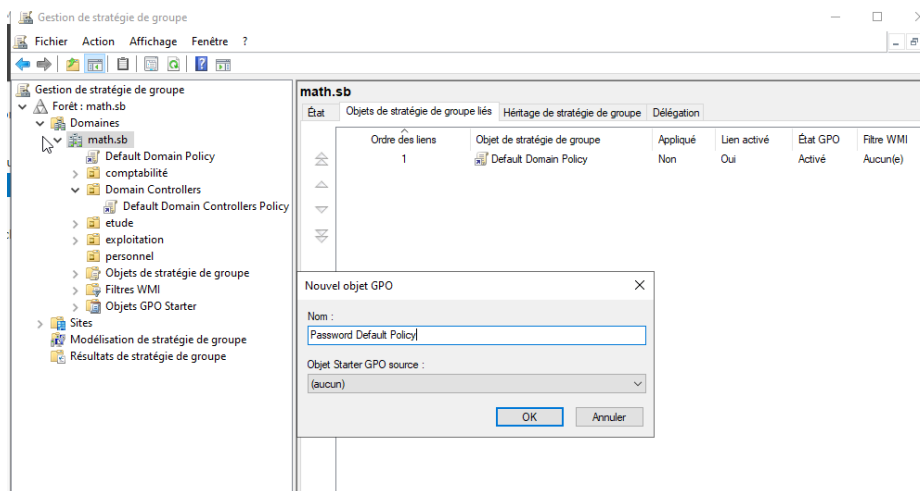 Gestion de stratégie de groupe
Fichier Action Affichage Fenêtre ?
Gestion de stratégie de groupe
Forêt : math.sb
Domaines
math.sb
Default Domain Policy
comptabilité
Domain Controllers
Default Domain Controllers Policy
etude
exploitation
personnel
Objets de stratégie de groupe
Filtres WMI
Objets GPO Starter
Sites
Modélisation de stratégie de groupe
Résultats de stratégie de groupe
math.sb
État Objets de stratégie de groupe liés Héritage de stratégie de groupe Délégation
Ordre des liens Objet de stratégie de groupe Appliqué Lien activé État GPO Filtre WMI
1 Default Domain Policy Non Oui Activé Aucun(e)
Nouvel objet GPO
Nom :
Password Default Policy
Objet Starter GPO source :
(aucun)
OK Annuler